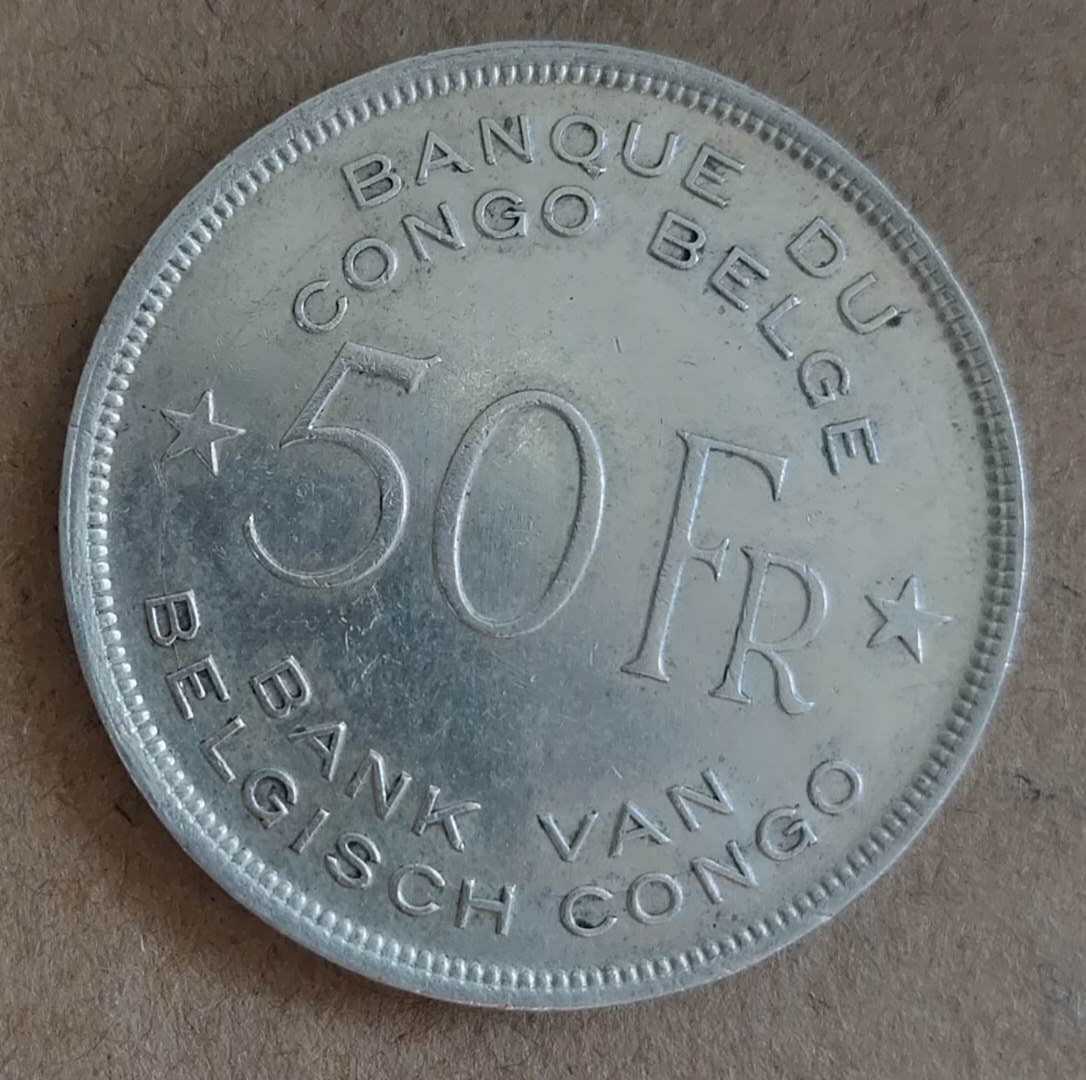 BANQUE DU
CONGO BELGE
50 FR
BANK VAN
BELGISCH CONGO